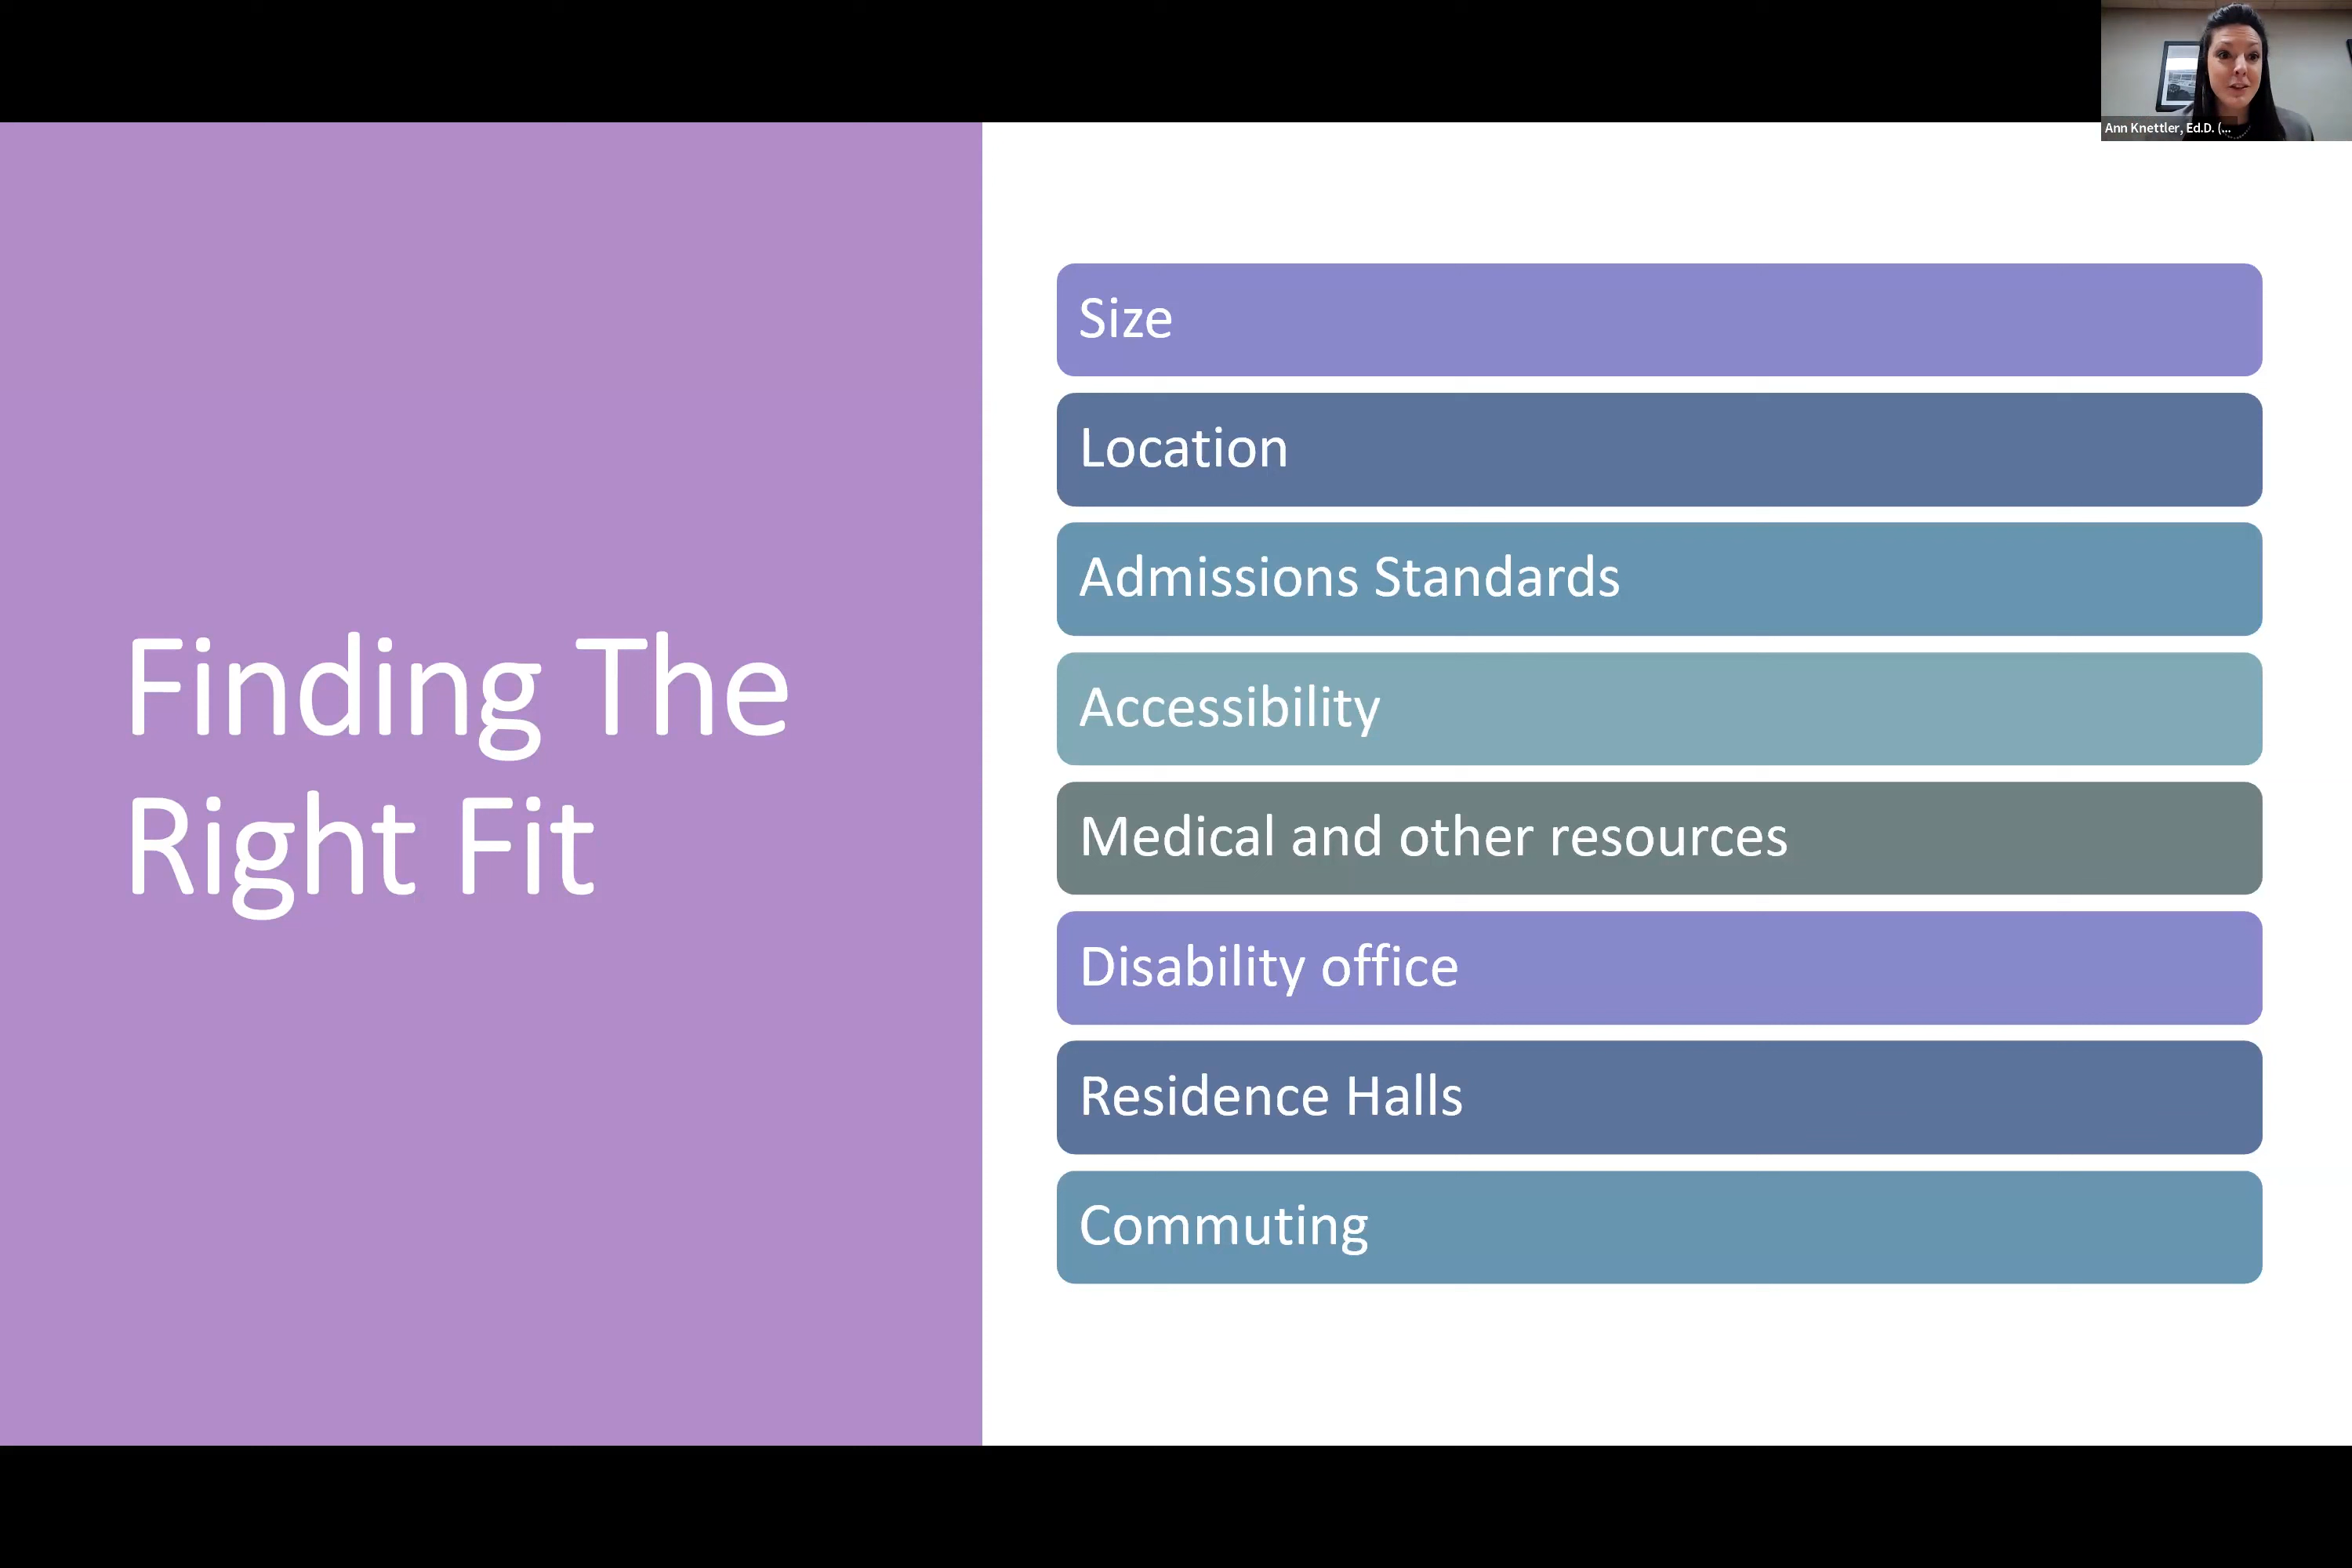 Ann Knettler, Ed.D. (...
Finding The
Right Fit
Size
Location
Admissions Standards
Accessibility
Medical and other resources
Disability office
Residence Halls
Commuting